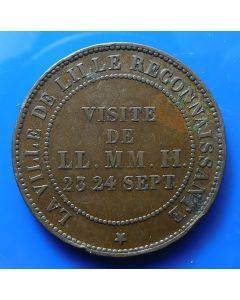 LA VILLE DE LILLE RECONNAISSANTE
VISITE
DE
LL. MM. II.
23 24 SEPT.